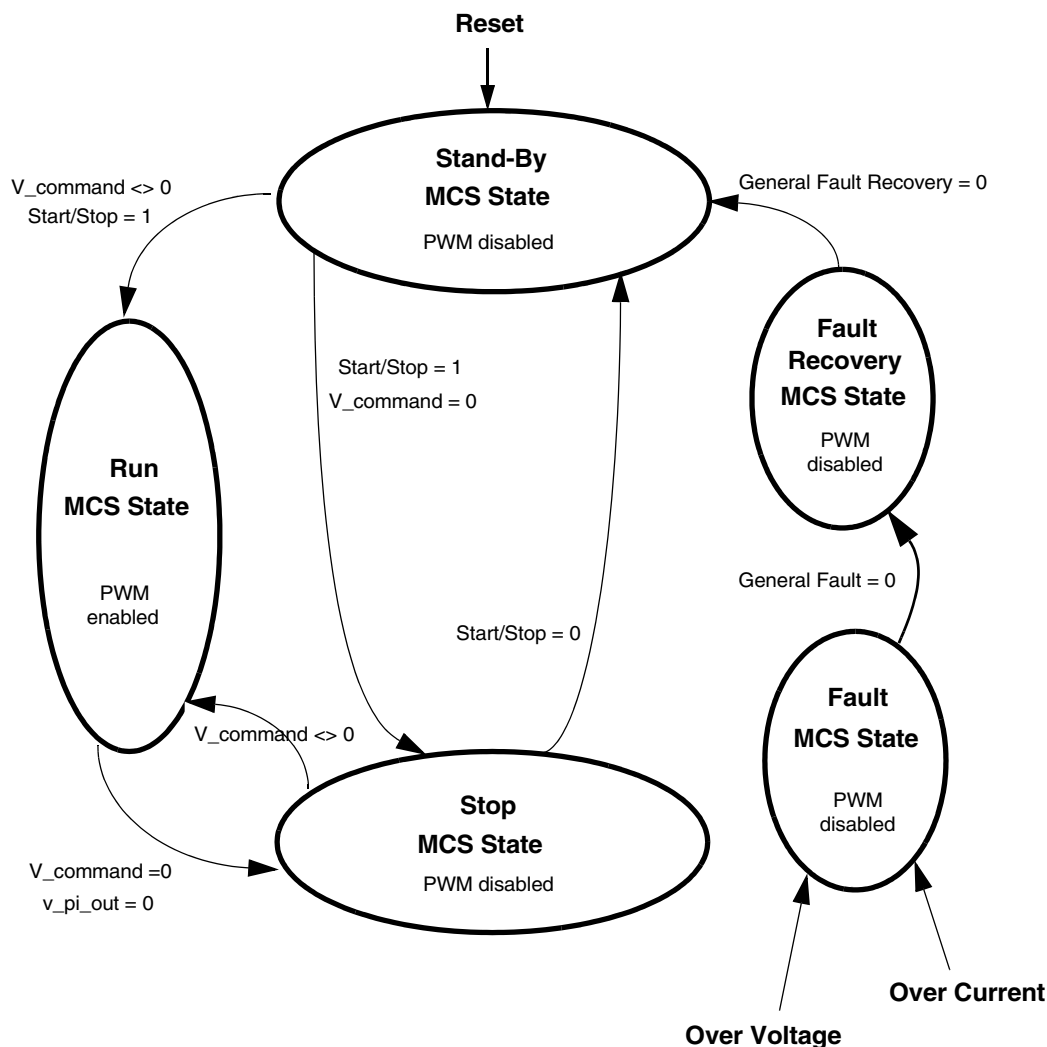 Reset
Stand-By
MCS State
PWM disabled
V_command <> 0
Start/Stop = 1
General Fault Recovery = 0
Fault
Recovery
MCS State
PWM
disabled
Start/Stop = 1
V_command = 0
Run
MCS State
PWM
enabled
General Fault = 0
Start/Stop = 0
Fault
MCS State
PWM
disabled
V_command <> 0
Stop
MCS State
PWM disabled
V_command =0
v_pi_out = 0
Over Current
Over Voltage